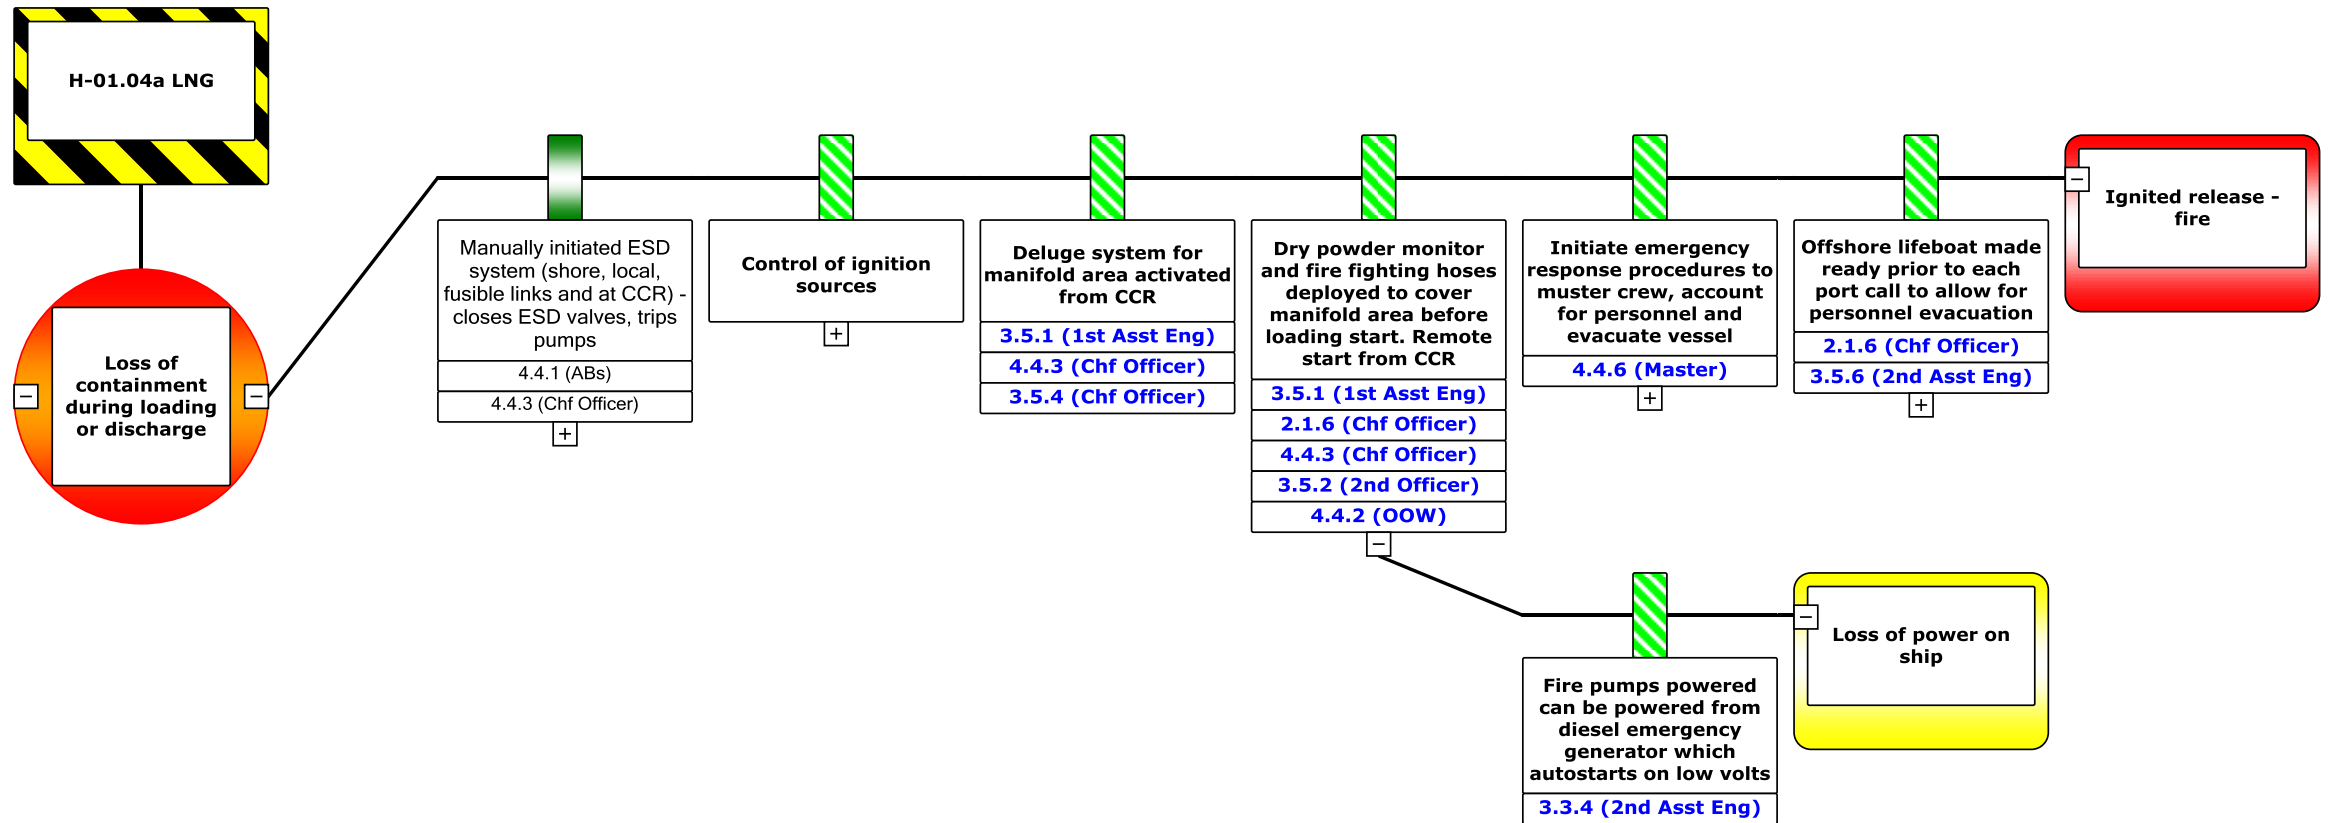 H-01.04a LNG
Loss of
containment
during loading
or discharge
Manually initiated ESD
system (shore, local,
fusible links and at CCR) -
closes ESD valves, trips
pumps
4.4.1 (ABs)
4.4.3 (Chf Officer)
Control of ignition
sources
Deluge system for
manifold area activated
from CCR
3.5.1 (1st Asst Eng)
4.4.3 (Chf Officer)
3.5.4 (Chf Officer)
Dry powder monitor
and fire fighting hoses
deployed to cover
manifold area before
loading start. Remote
start from CCR
3.5.1 (1st Asst Eng)
2.1.6 (Chf Officer)
4.4.3 (Chf Officer)
3.5.2 (2nd Officer)
4.4.2 (OOW)
Initiate emergency
response procedures to
muster crew, account
for personnel and
evacuate vessel
4.4.6 (Master)
Offshore lifeboat made
ready prior to each
port call to allow for
personnel evacuation
2.1.6 (Chf Officer)
3.5.6 (2nd Asst Eng)
Ignited release -
fire
Fire pumps powered
can be powered from
diesel emergency
generator which
autostarts on low volts
3.3.4 (2nd Asst Eng)
Loss of power on
ship